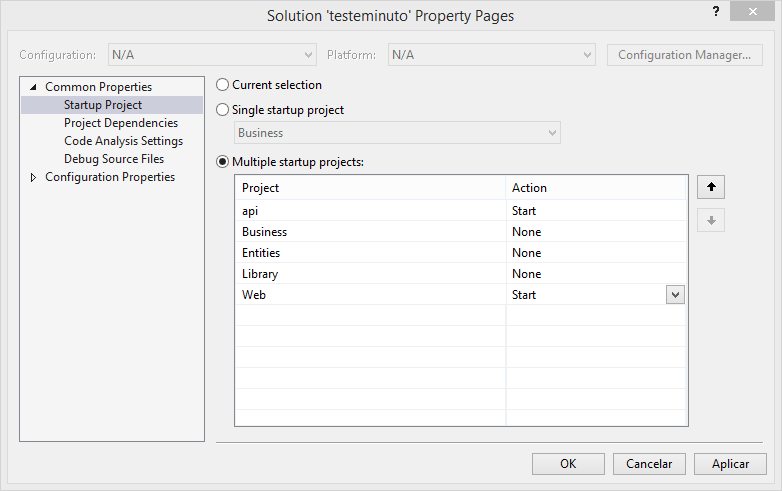 Solution 'testeminuto' Property Pages
?
Configuration: N/A Platform: N/A Configuration Manager...
Common Properties
Startup Project
Project Dependencies
Code Analysis Settings
Debug Source Files
Configuration Properties
Current selection
Single startup project
Business
Multiple startup projects:
Project Action
api Start
Business None
Entities None
Library None
Web Start
OK Cancelar Aplicar